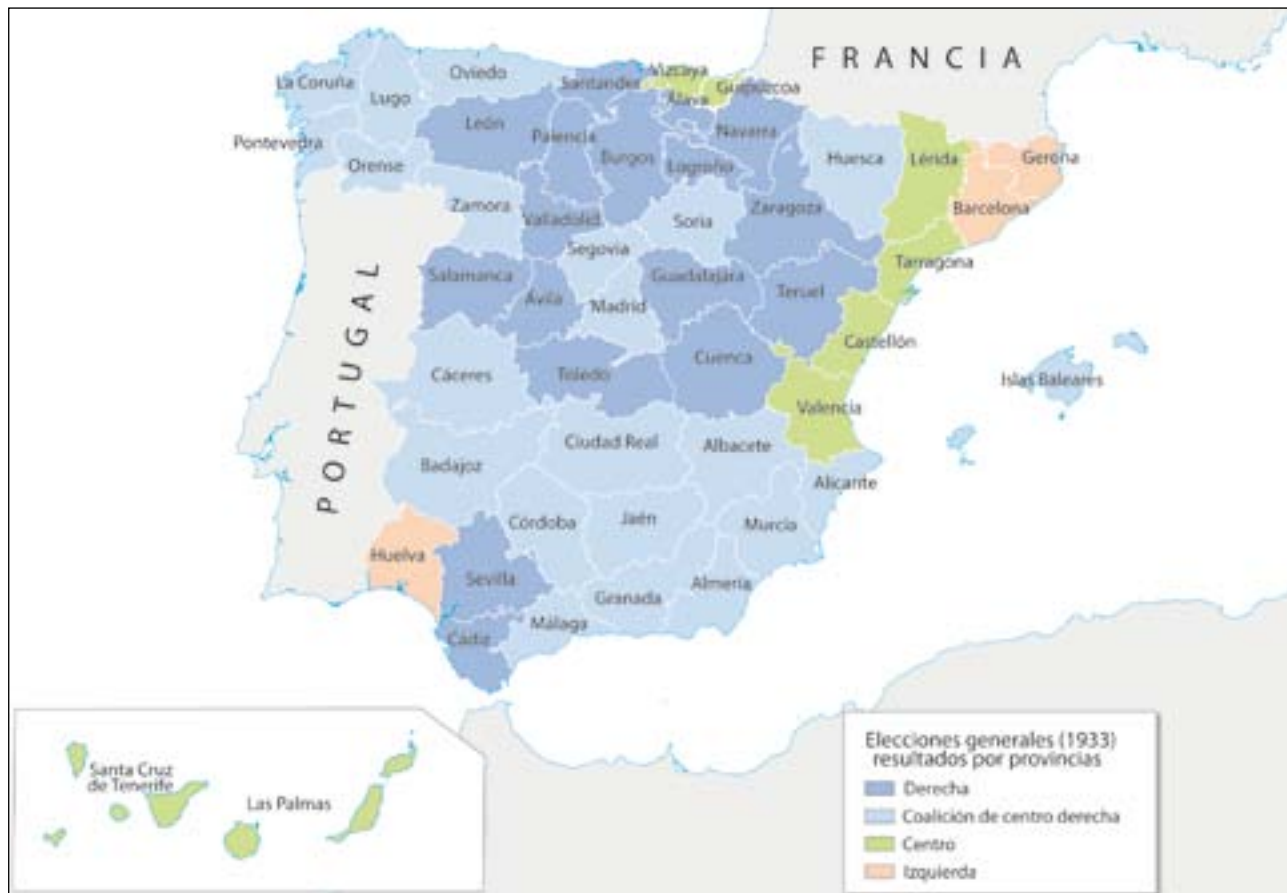 FRANCIA
La Coruña
Lugo
Oviedo
Santander
Vizcaya
Guipúzcoa
Álava
Pontevedra
Orense
León
Palencia
Burgos
Logroño
Navarra
Huesca
Lérida
Gerona
Barcelona
Zamora
Valladolid
Soria
Zaragoza
Segovia
Tarragona
Salamanca
Ávila
Madrid
Guadalajara
Teruel
PORTUGAL
Castellón
Cáceres
Toledo
Cuenca
Islas Baleares
Valencia
Ciudad Real
Albacete
Badajoz
Alicante
Córdoba
Jaén
Murcia
Huelva
Sevilla
Granada
Almería
Málaga
Cádiz
Santa Cruz
de Tenerife
Las Palmas
Elecciones generales (1933)
resultados por provincias
Derecha
Coalición de centro derecha
Centro
Izquierda